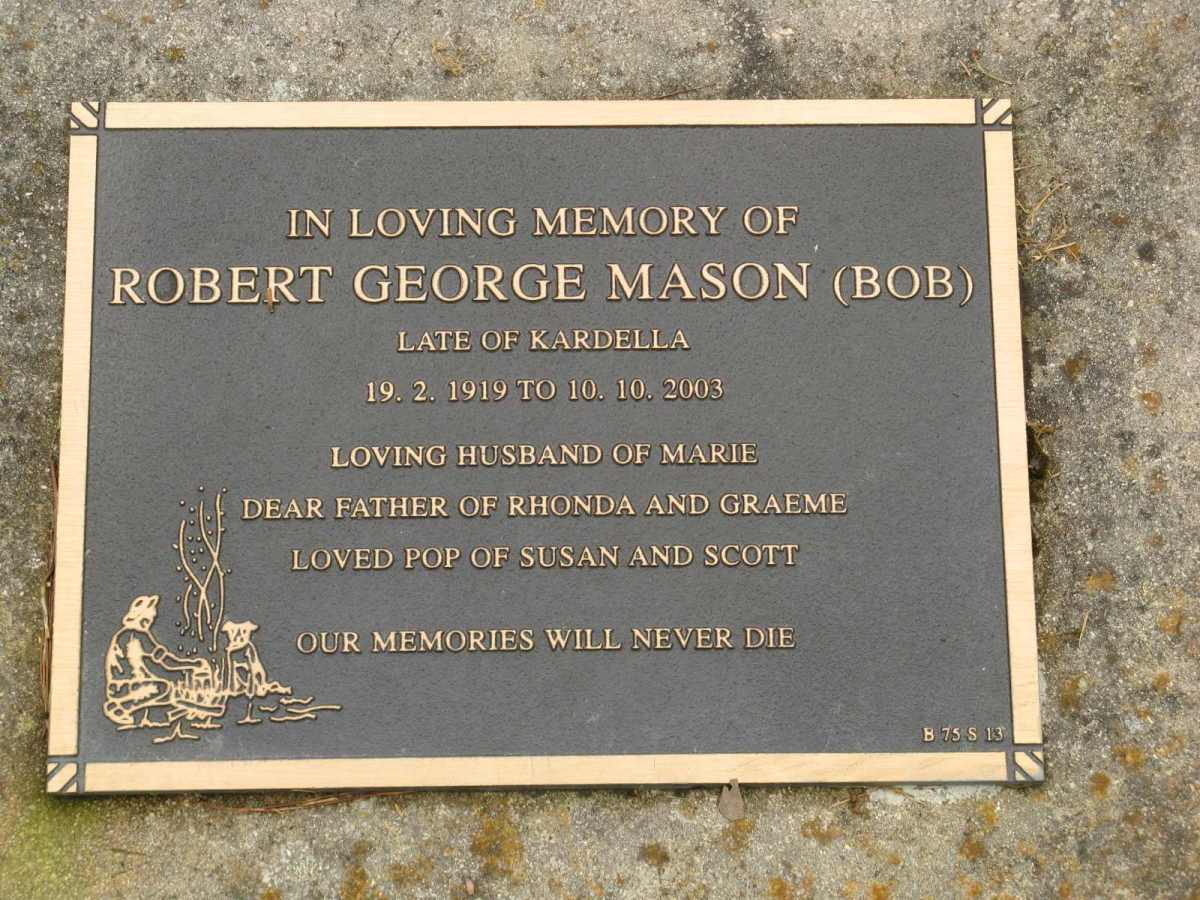 IN LOVING MEMORY OF
ROBERT GEORGE MASON (BOB)
LATE OF KARDELLA
19. 2. 1919 TO 10. 10. 2003
LOVING HUSBAND OF MARIE
DEAR FATHER OF RHONDA AND GRAEME
LOVED POP OF SUSAN AND SCOTT
OUR MEMORIES WILL NEVER DIE
B 75 S 13